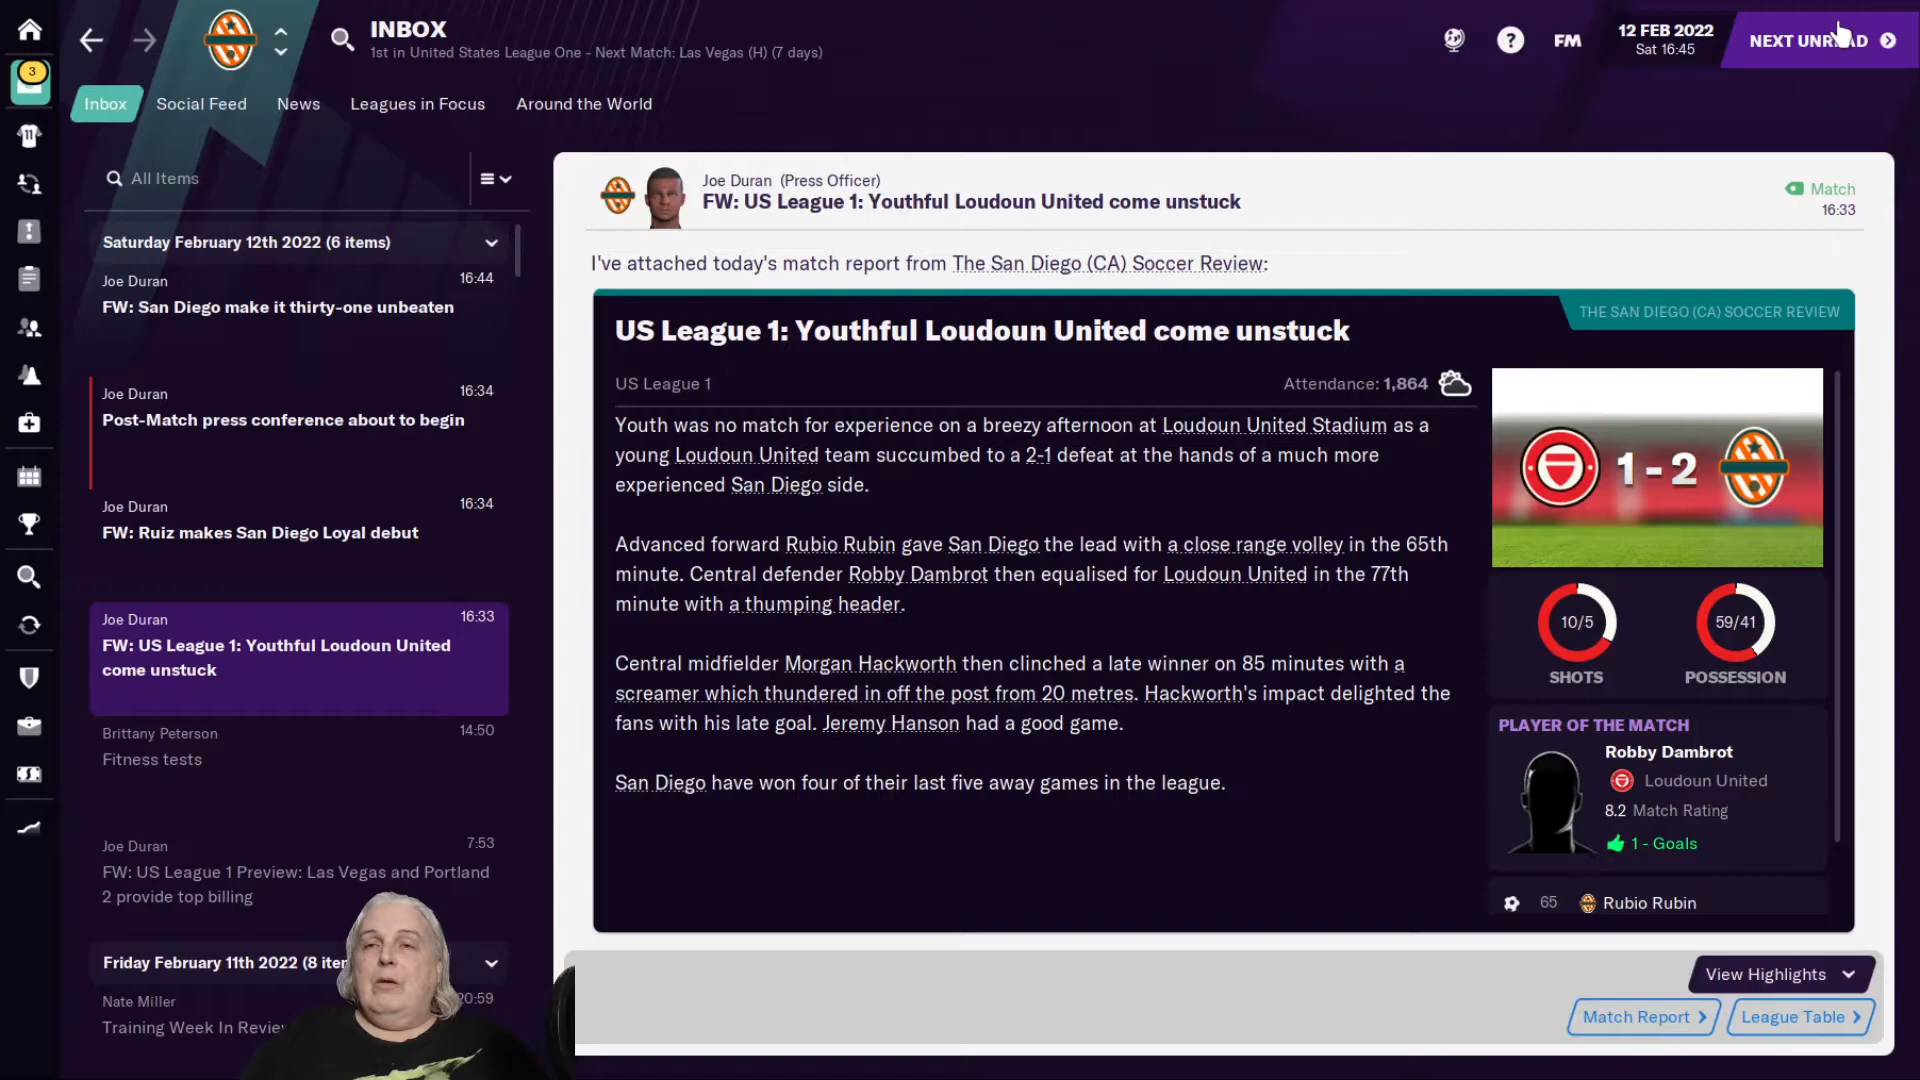 INBOX
1st in United States League One - Next Match: Las Vegas (H) (7 days)
FM
12 FEB 2022
Sat 16:45
3
11
Inbox
Social Feed
News
Leagues in Focus
Around the World
All Items
Saturday February 12th 2022 (6 items)
Joe Duran
16:44
FW: San Diego make it thirty-one unbeaten
Joe Duran
16:34
Post-Match press conference about to begin
Joe Duran
16:34
FW: Ruiz makes San Diego Loyal debut
Joe Duran
16:33
FW: US League 1: Youthful Loudoun United
come unstuck
Brittany Peterson
14:50
Fitness tests
Joe Duran
7:53
FW: US League 1 Preview: Las Vegas and Portland
2 provide top billing
Friday February 11th 2022 (8
Nate Miller
20:59
Training Week In
Joe Duran (Press Officer)
FW: US League 1: Youthful Loudoun United come unstuck
Match
16:33
I've attached today's match report from The San Diego (CA) Soccer Review:
THE SAN DIEGO (CA) SOCCER REVIEW
US League 1: Youthful Loudoun United come unstuck
US League 1
Attendance: 1,864
Youth was no match for experience on a breezy afternoon at Loudoun United Stadium as a
young Loudoun United team succumbed to a 2-1 defeat at the hands of a much more
experienced San Diego side.
Advanced forward Rubio Rubin gave San Diego the lead with a close range volley in the 65th
minute. Central defender Robby Dambrot then equalised for Loudoun United in the 77th
minute with a thumping header.
Central midfielder Morgan Hackworth then clinched a late winner on 85 minutes with a
screamer which thundered in off the post from 20 metres. Hackworth's impact delighted the
fans with his late goal. Jeremy Hanson had a good game.
San Diego have won four of their last five away games in the league.
1 - 2
10/5
SHOTS
59/41
POSSESSION
PLAYER OF THE MATCH
Robby Dambrot
Loudoun United
8.2 Match Rating
1 - Goals
65 Rubio Rubin
View Highlights
Match Report
League Table
NEXT